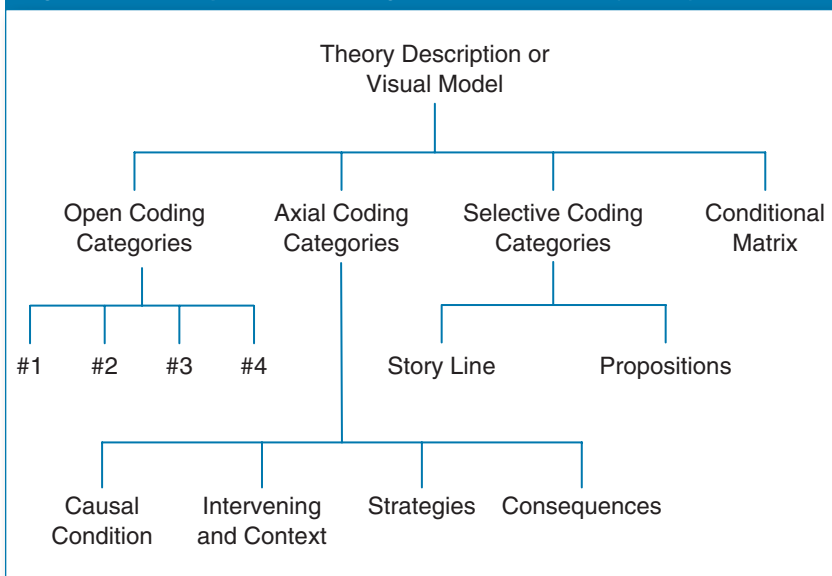 Theory Description or
Visual Model
Open Coding
Categories
Axial Coding
Categories
Selective Coding
Categories
Conditional
Matrix
#1 #2 #3 #4
Story Line
Propositions
Causal
Condition
Intervening
and Context
Strategies
Consequences